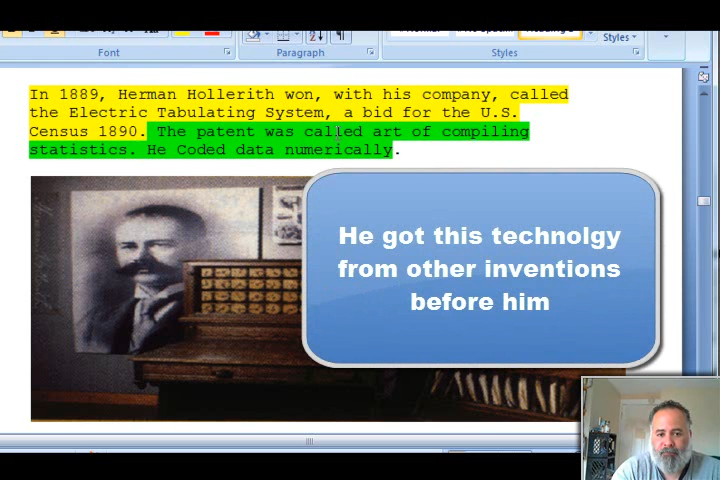 Font
Paragraph
Styles
Styles
In 1889, Herman Hollerith won, with his company, called
the Electric Tabulating System, a bid for the U.S.
Census 1890. The patent was called art of compiling
statistics. He Coded data numerically.
He got this technolgy
from other inventions
before him